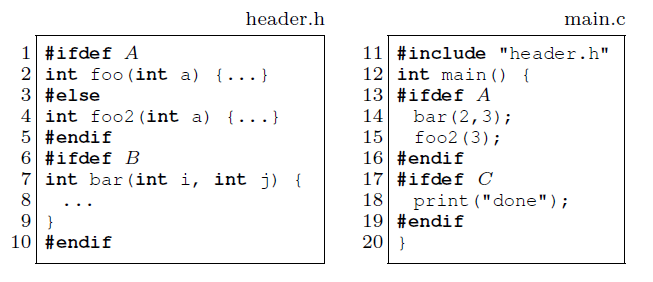 header.h
1 #ifdef A
2 int foo(int a) {...}
3 #else
4 int foo2(int a) {...}
5 #endif
6 #ifdef B
7 int bar(int i, int j) {
8 ...
9 }
10 #endif
main.c
11 #include "header.h"
12 int main() {
13 #ifdef A
14 bar(2,3);
15 foo2(3);
16 #endif
17 #ifdef C
18 print("done");
19 #endif
20 }